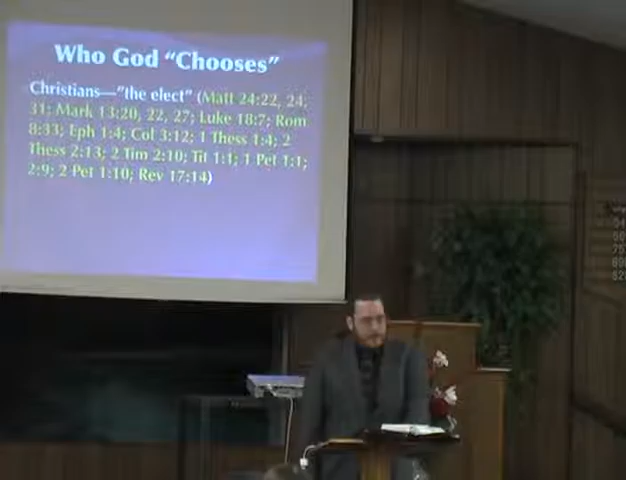 Who God “Chooses”
Christians—”the elect” (Matt 24:22, 24,
31; Mark 13:20, 22, 27; Luke 18:7; Rom
8:33; Eph 1:4; Col 3:12; 1 Thess 1:4; 2
Thess 2:13; 2 Tim 2:10; Tit 1:1; 1 Pet 1:1;
2:9; 2 Pet 1:10; Rev 17:14)